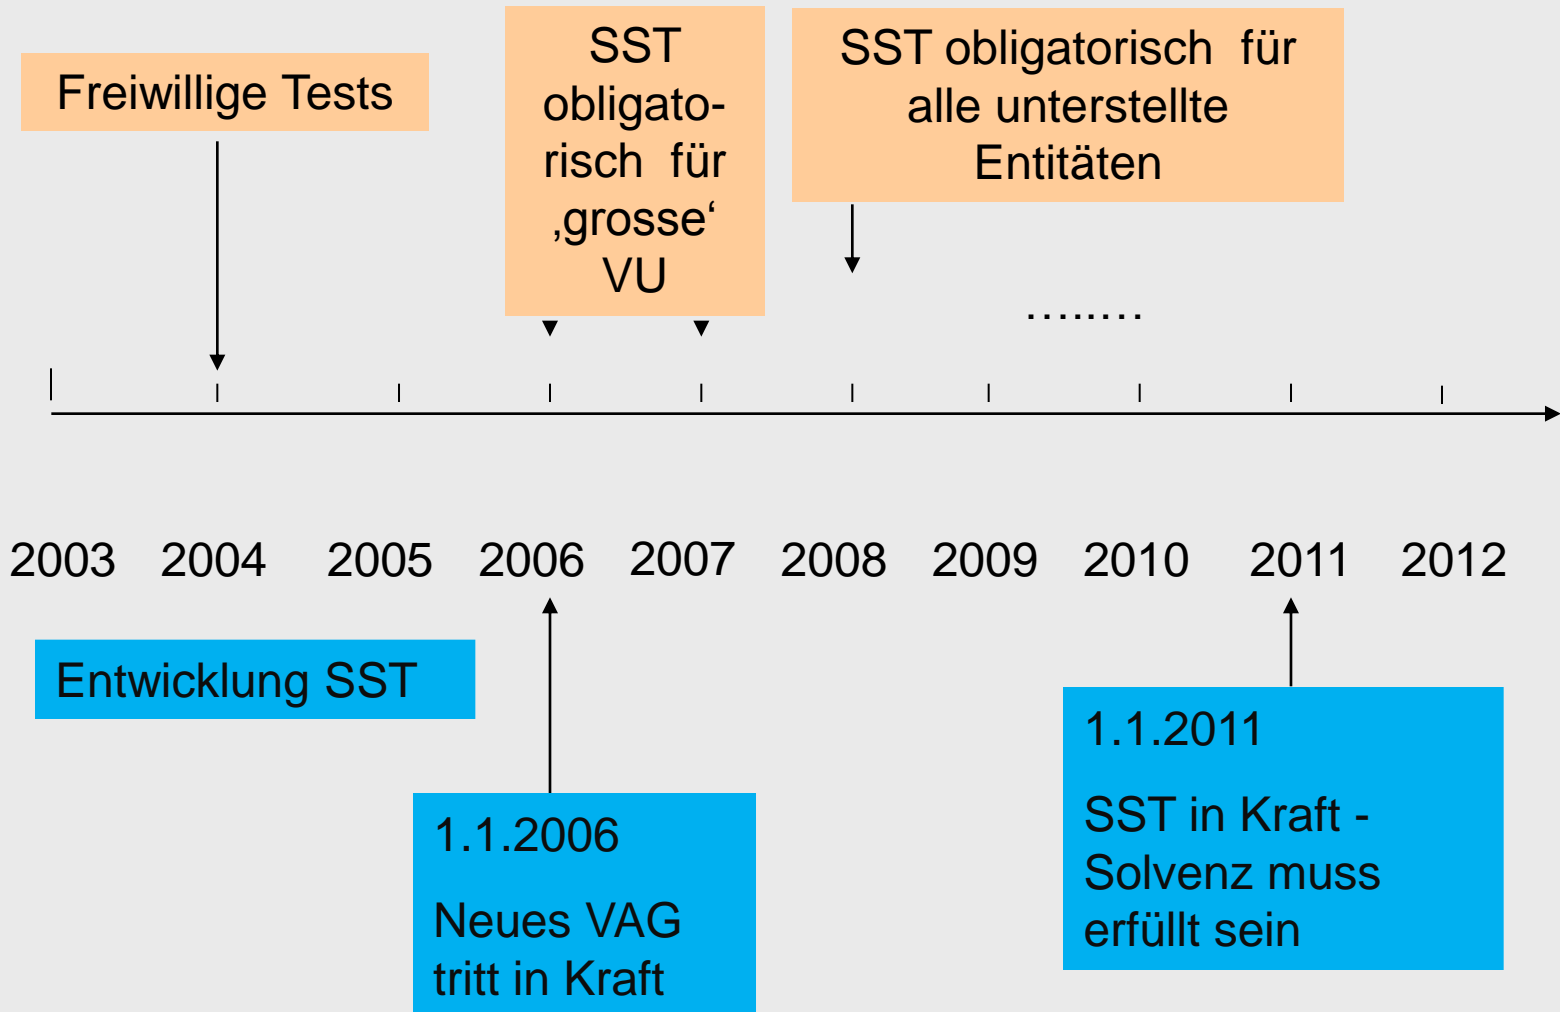 Freiwillige Tests
SST
obligato-
risch für
‚grosse‘
VU
SST obligatorisch für
alle unterstellte
Entitäten
........
2003 2004 2005 2006 2007 2008 2009 2010 2011 2012
Entwicklung SST
1.1.2006
Neues VAG
tritt in Kraft
1.1.2011
SST in Kraft -
Solvenz muss
erfüllt sein